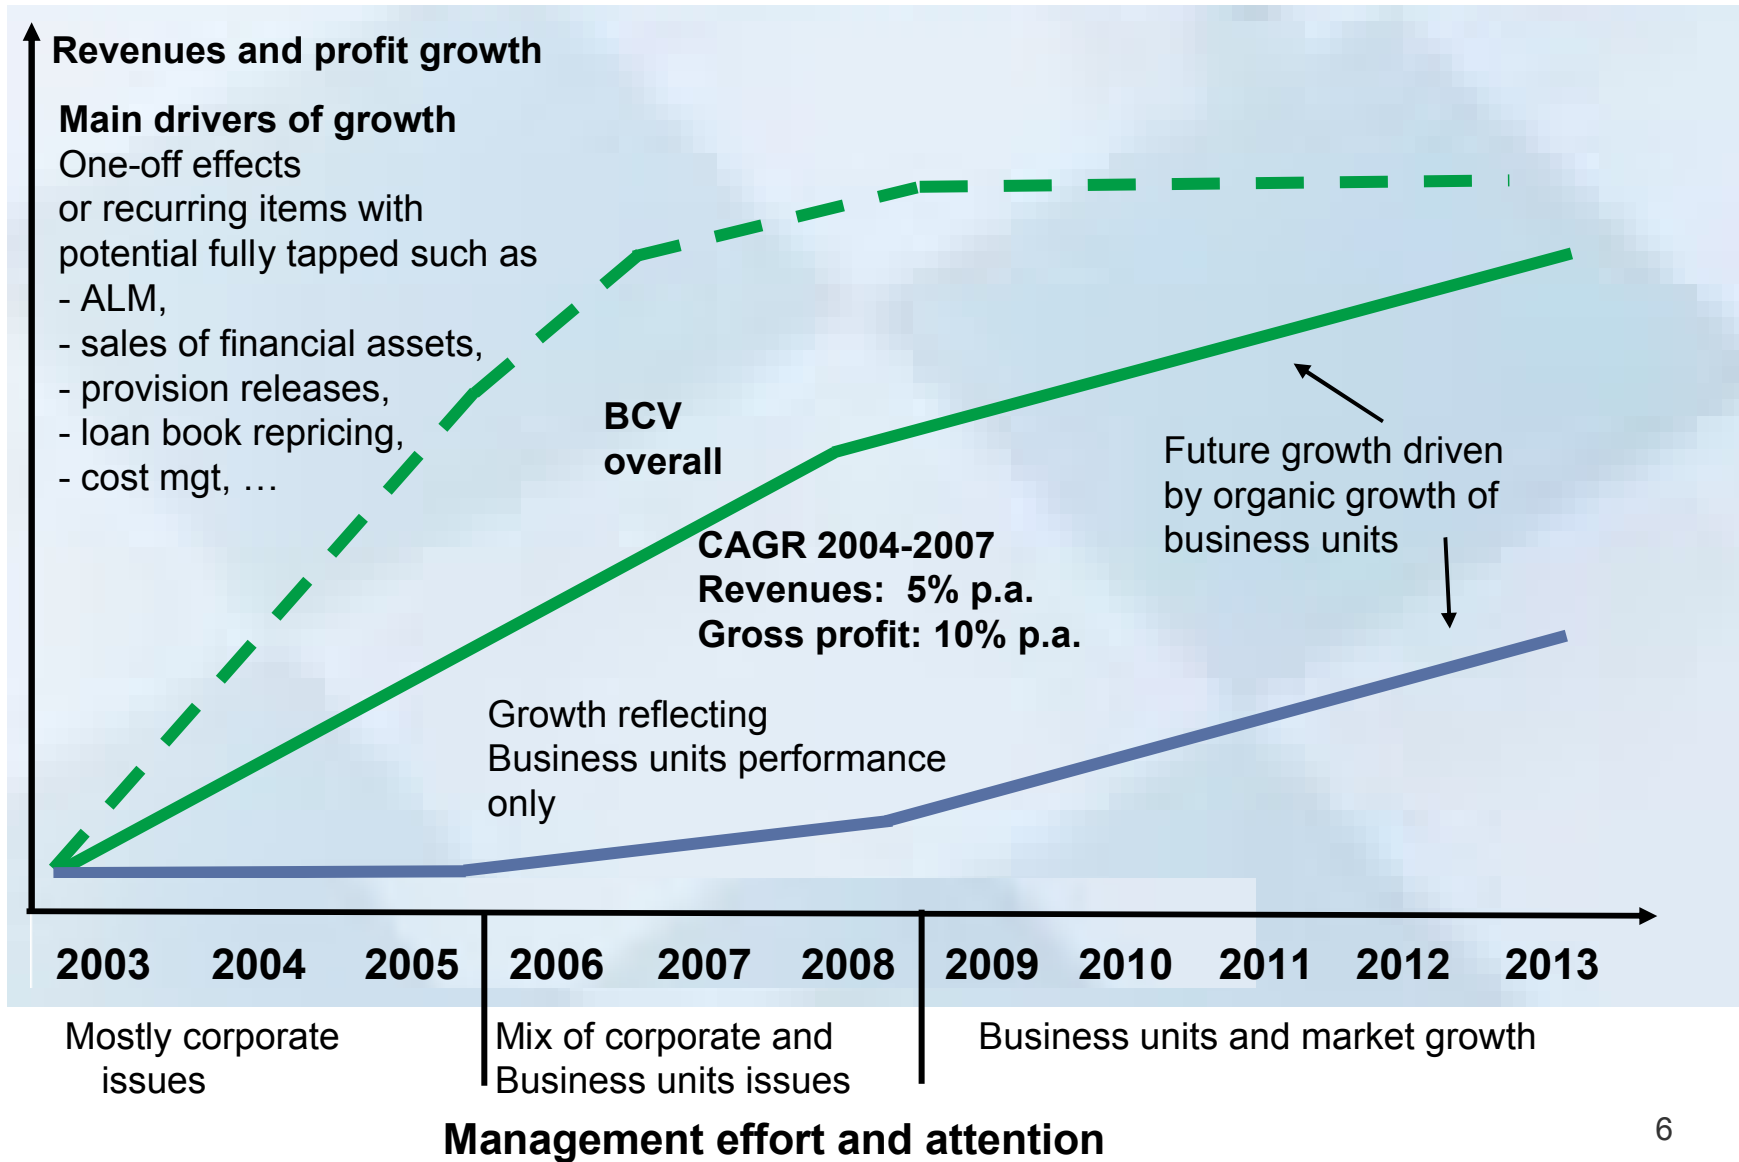 Revenues and profit growth
Main drivers of growth
One-off effects
or recurring items with
potential fully tapped such as
- ALM,
- sales of financial assets,
- provision releases,
- loan book repricing,
- cost mgt, …
BCV
overall
CAGR 2004-2007
Revenues: 5% p.a.
Gross profit: 10% p.a.
Future growth driven
by organic growth of
business units
Growth reflecting
Business units performance
only
2003 2004 2005 2006 2007 2008 2009 2010 2011 2012 2013
Mostly corporate
issues
Mix of corporate and
Business units issues
Business units and market growth
Management effort and attention
6